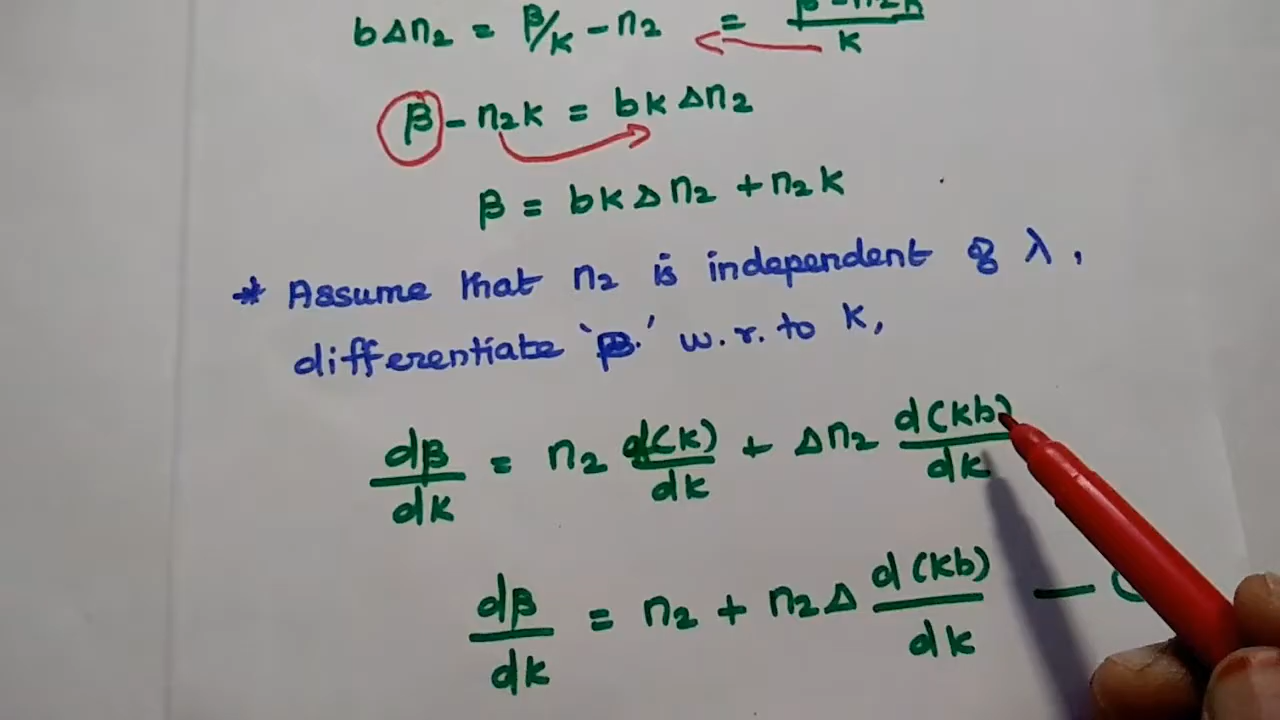 bΔn₂ = β/k - n₂ = β - n₂k / k
β - n₂k = bkΔn₂
β = bkΔn₂ + n₂k
* Assume that n₂ is independent of λ,
differentiate 'β' w.r.to k,
dβ/dk = n₂ d(k)/dk + Δn₂ d(kb)/dk
dβ/dk = n₂ + n₂Δ d(kb)/dk —